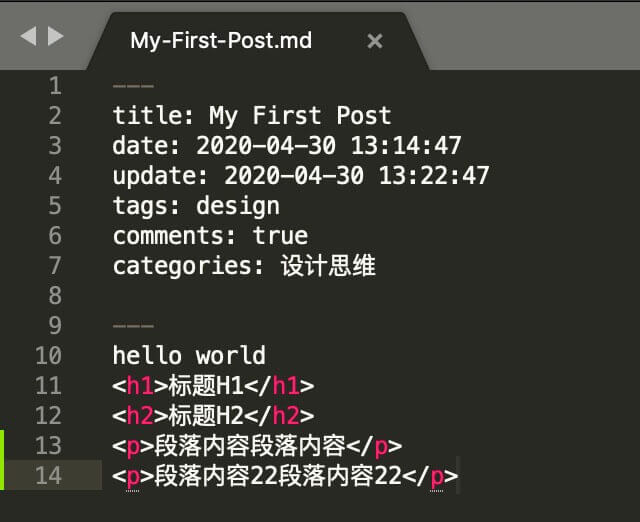 My-First-Post.md ×
1 ---
2 title: My First Post
3 date: 2020-04-30 13:14:47
4 update: 2020-04-30 13:22:47
5 tags: design
6 comments: true
7 categories: 设计思维
8
9 ---
10 hello world
11 <h1>标题H1</h1>
12 <h2>标题H2</h2>
13 <p>段落内容段落内容</p>
14 <p>段落内容22段落内容22</p>